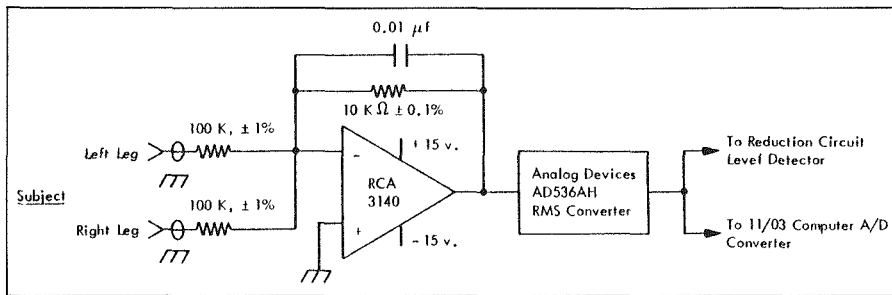 0.01 μf
10 KΩ ± 0.1%
100 K, ± 1%
Left Leg
Subject
100 K, ± 1%
Right Leg
-
+
RCA
3140
+ 15 v.
- 15 v.
Analog Devices
AD536AH
RMS Converter
To Reduction Circuit
Level Detector
To 11/03 Computer A/D
Converter